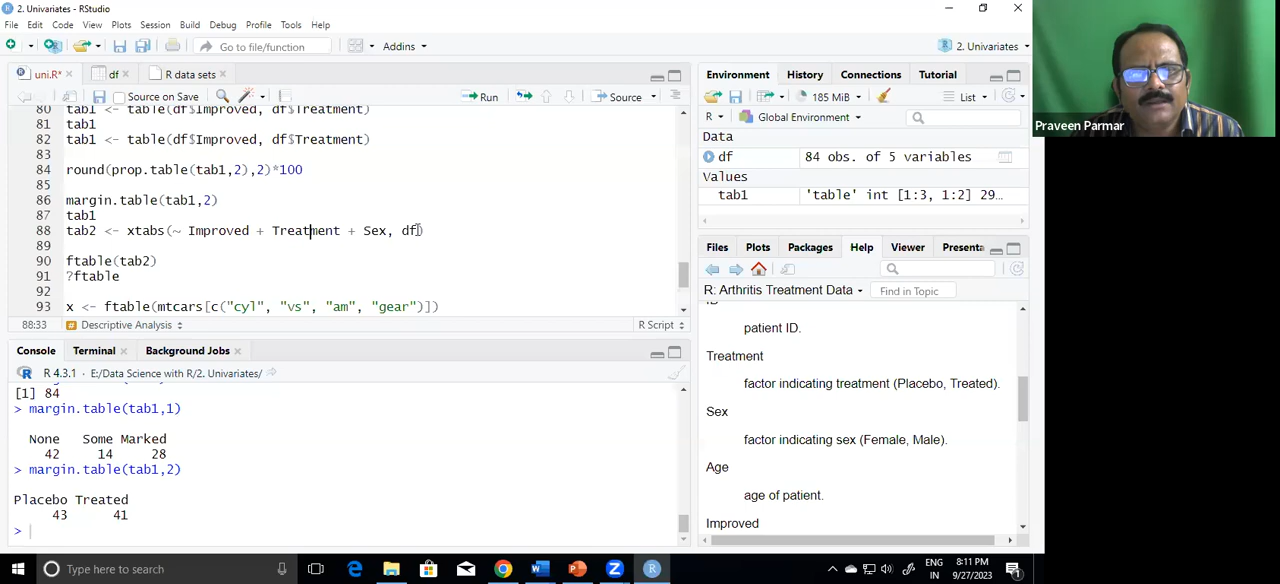 2. Univariates - RStudio
File Edit Code View Plots Session Build Debug Profile Tools Help
Go to file/function Addins 2. Univariates
uni.R* df R data sets
Source on Save Run Source
80 tab1 <- table(df$Improved, df$Treatment)
81 tab1
82 tab1 <- table(df$Improved, df$Treatment)
83
84 round(prop.table(tab1,2),2)*100
85
86 margin.table(tab1,2)
87 tab1
88 tab2 <- xtabs(~ Improved + Treatment + Sex, df)
89
90 ftable(tab2)
91 ?ftable
92
93 x <- ftable(mtcars[c("cyl", "vs", "am", "gear")])
88:33 Descriptive Analysis R Script
Console Terminal Background Jobs
R 4.3.1 · E:/Data Science with R/2. Univariates/
[1] 84
> margin.table(tab1,1)
None Some Marked
42 14 28
> margin.table(tab1,2)
Placebo Treated
43 41
>
Environment History Connections Tutorial
185 MiB List
R Global Environment
Data
df 84 obs. of 5 variables
Values
tab1 'table' int [1:3, 1:2] 29…
Files Plots Packages Help Viewer Presenta
R: Arthritis Treatment Data Find in Topic
patient ID.
Treatment
factor indicating treatment (Placebo, Treated).
Sex
factor indicating sex (Female, Male).
Age
age of patient.
Improved
Praveen Parmar
Type here to search
ENG
IN
8:11 PM
9/27/2023